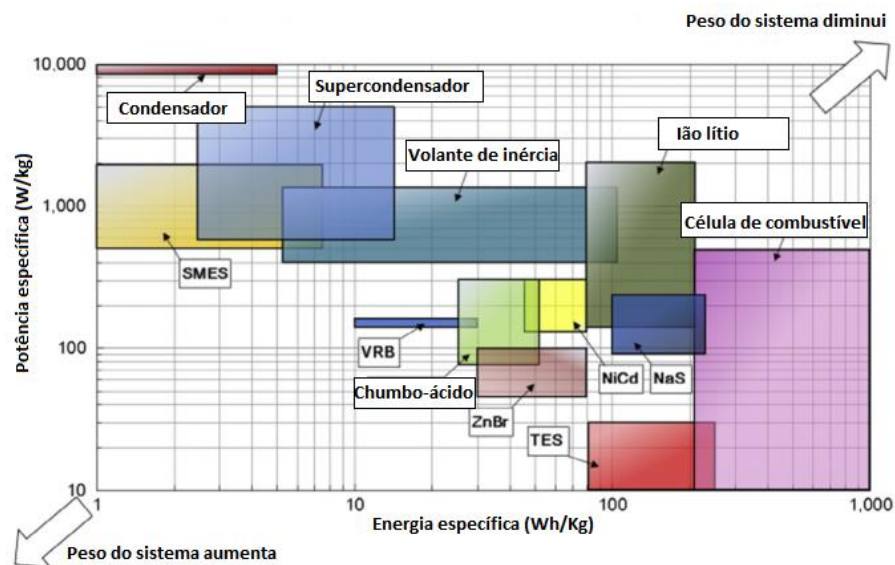 Peso do sistema diminui
10,000
Condensador
Supercondensador
Ião lítio
Volante de inércia
1,000
Célula de combustível
SMES
Potência específica (W/kg)
VRB
100
Chumbo-ácido
NiCd
NaS
ZnBr
TES
10
1
10
100
1,000
Energia específica (Wh/Kg)
Peso do sistema aumenta